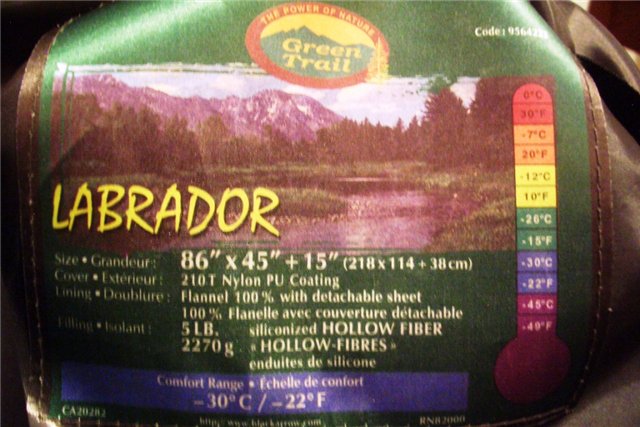 THE POWER OF NATURE
Green
Trail
Code: 9564
LABRADOR
0°C
30°F
-7°C
20°F
-12°C
10°F
-26°C
-15°F
-30°C
-22°F
-45°C
-49°F
Size • Grandeur: 86" x 45" + 15" (218 x 114 + 38 cm)
Cover • Extérieur: 210T Nylon PU Coating
Lining • Doublure: Flannel 100 % with detachable sheet
100 % Flanelle avec couverture détachable
Filling • Isolant: 5 LB. siliconized HOLLOW FIBER
2270 g « HOLLOW-FIBRES »
enduites de silicone
Comfort Range • Échelle de confort
-30°C / -22°F
CA20282 RN82000